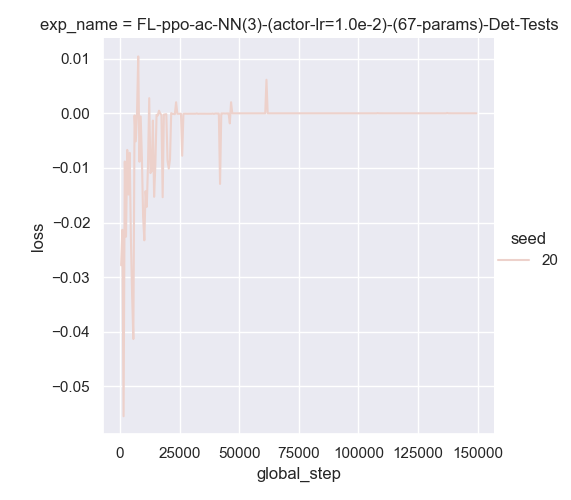 exp_name = FL-ppo-ac-NN(3)-(actor-lr=1.0e-2)-(67-params)-Det-Tests
0.01
0.00
−0.01
−0.02
−0.03
−0.04
−0.05
loss
seed
20
0 25000 50000 75000 100000 125000 150000
global_step